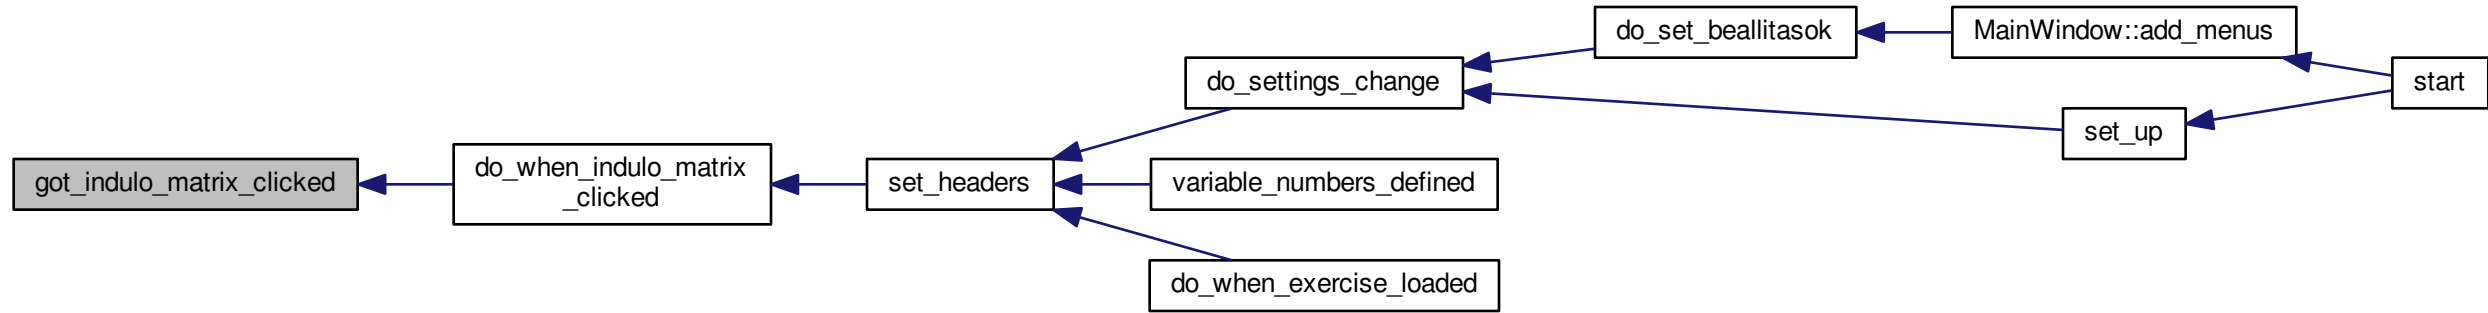 do_set_beallitasok
MainWindow::add_menus
do_settings_change
start
set_up
got_indulo_matrix_clicked
do_when_indulo_matrix
_clicked
set_headers
variable_numbers_defined
do_when_exercise_loaded